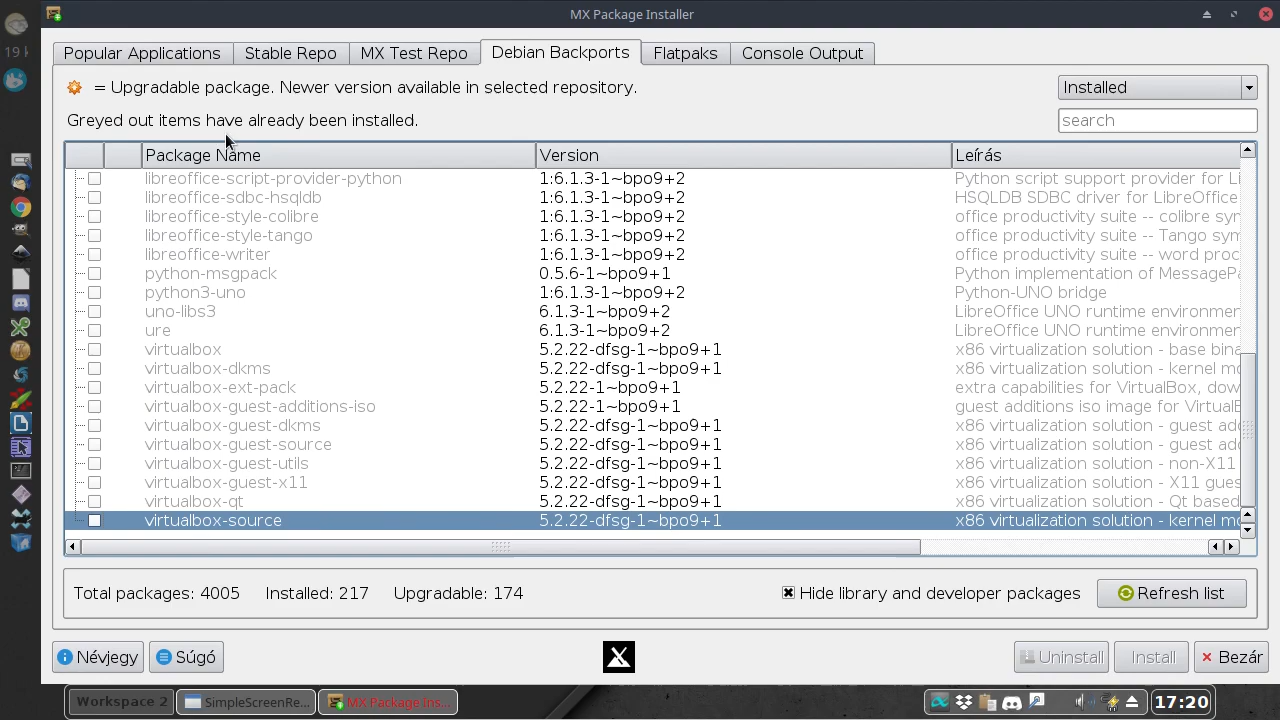 MX Package Installer
19
Popular Applications
Stable Repo
MX Test Repo
Debian Backports
Flatpaks
Console Output
= Upgradable package. Newer version available in selected repository.
Installed
Greyed out items have already been installed.
search
Package Name Version Leírás
libreoffice-script-provider-python 1:6.1.3-1~bpo9+2 Python script support provider for Li
libreoffice-sdbc-hsqldb 1:6.1.3-1~bpo9+2 HSQLDB SDBC driver for LibreOffice
libreoffice-style-colibre 1:6.1.3-1~bpo9+2 office productivity suite -- colibre syn
libreoffice-style-tango 1:6.1.3-1~bpo9+2 office productivity suite -- Tango sym
libreoffice-writer 1:6.1.3-1~bpo9+2 office productivity suite -- word proc
python-msgpack 0.5.6-1~bpo9+1 Python implementation of MessagePa
python3-uno 1:6.1.3-1~bpo9+2 Python-UNO bridge
uno-libs3 6.1.3-1~bpo9+2 LibreOffice UNO runtime environmer
ure 6.1.3-1~bpo9+2 LibreOffice UNO runtime environmer
virtualbox 5.2.22-dfsg-1~bpo9+1 x86 virtualization solution - base bina
virtualbox-dkms 5.2.22-dfsg-1~bpo9+1 x86 virtualization solution - kernel mo
virtualbox-ext-pack 5.2.22-1~bpo9+1 extra capabilities for VirtualBox, dow
virtualbox-guest-additions-iso 5.2.22-1~bpo9+1 guest additions iso image for VirtualE
virtualbox-guest-dkms 5.2.22-dfsg-1~bpo9+1 x86 virtualization solution - guest add
virtualbox-guest-source 5.2.22-dfsg-1~bpo9+1 x86 virtualization solution - guest add
virtualbox-guest-utils 5.2.22-dfsg-1~bpo9+1 x86 virtualization solution - non-X11
virtualbox-guest-x11 5.2.22-dfsg-1~bpo9+1 x86 virtualization solution - X11 gues
virtualbox-qt 5.2.22-dfsg-1~bpo9+1 x86 virtualization solution - Qt based
virtualbox-source 5.2.22-dfsg-1~bpo9+1 x86 virtualization solution - kernel mo
Total packages: 4005 Installed: 217 Upgradable: 174
Hide library and developer packages
Refresh list
Névjegy
Súgó
Uninstall
Install
Bezár
Workspace 2
SimpleScreenRe...
MX Package Ins...
17:20